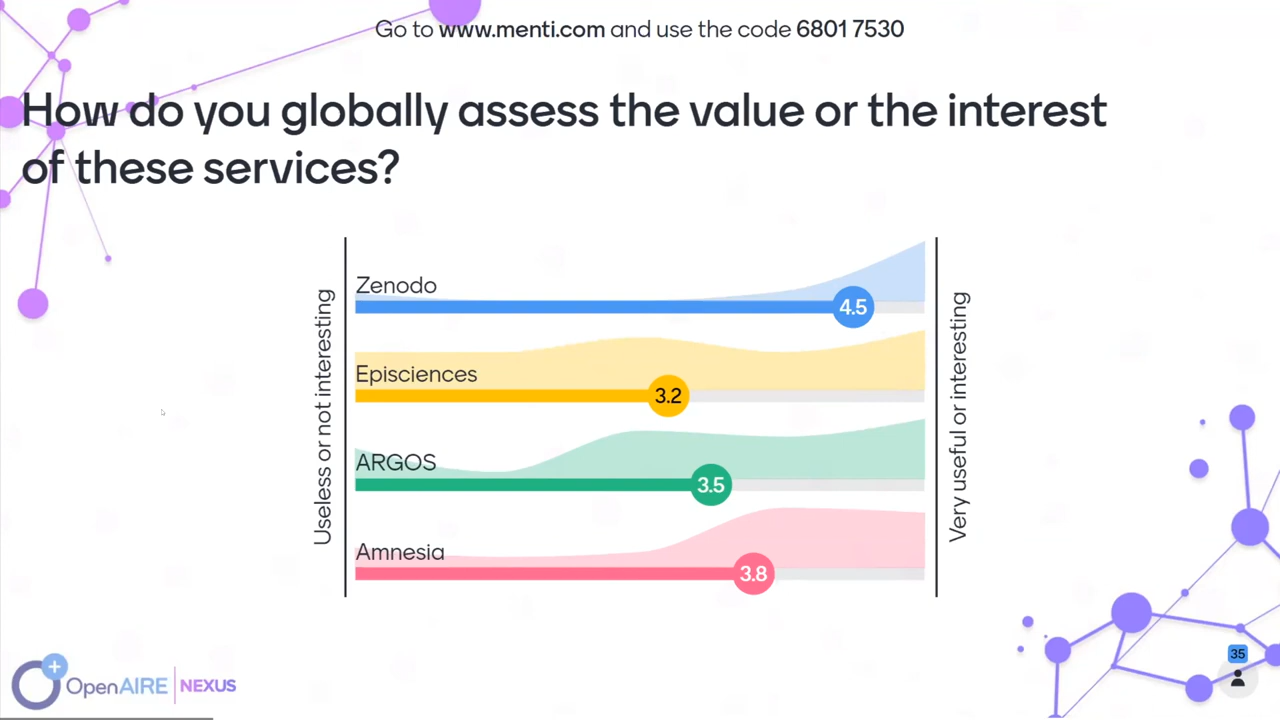 Go to www.menti.com and use the code 6801 7530
How do you globally assess the value or the interest
of these services?
Useless or not interesting
Zenodo
4.5
Episciences
3.2
ARGOS
3.5
Amnesia
3.8
Very useful or interesting
35
OpenAIRE NEXUS